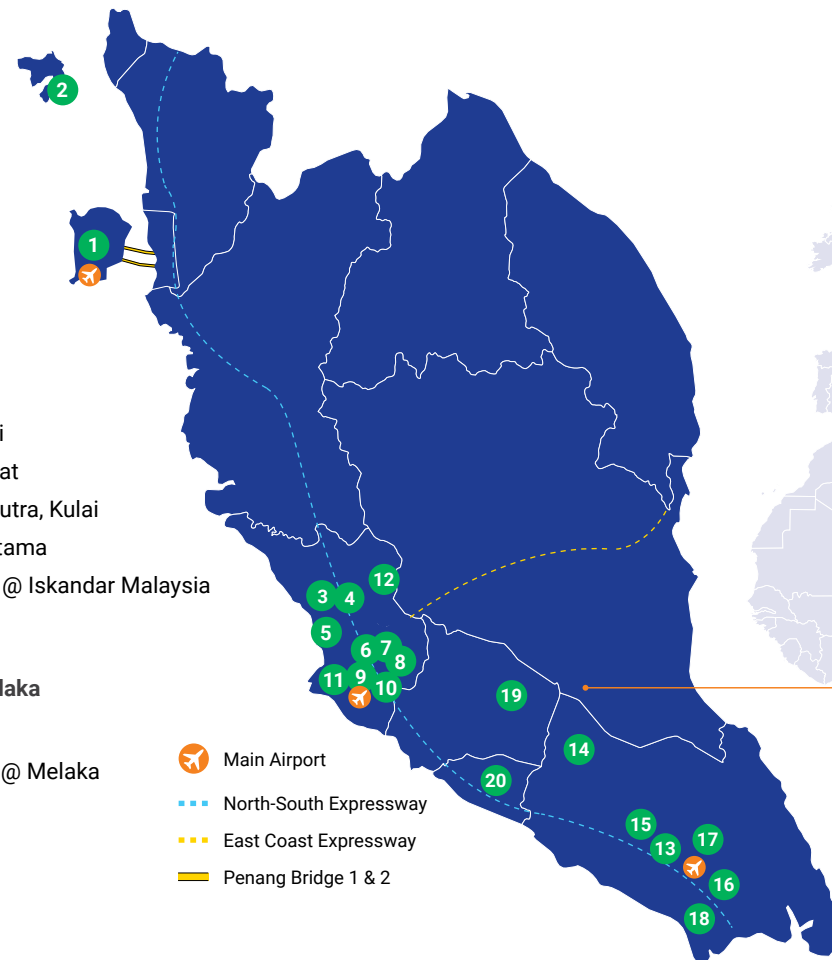 2
1
i
at
utra, Kulai
tama
@ Iskandar Malaysia
laka
@ Melaka
12
3
4
5
6
7
8
9
10
11
19
14
20
15
13
17
16
18
Main Airport
North-South Expressway
East Coast Expressway
Penang Bridge 1 & 2